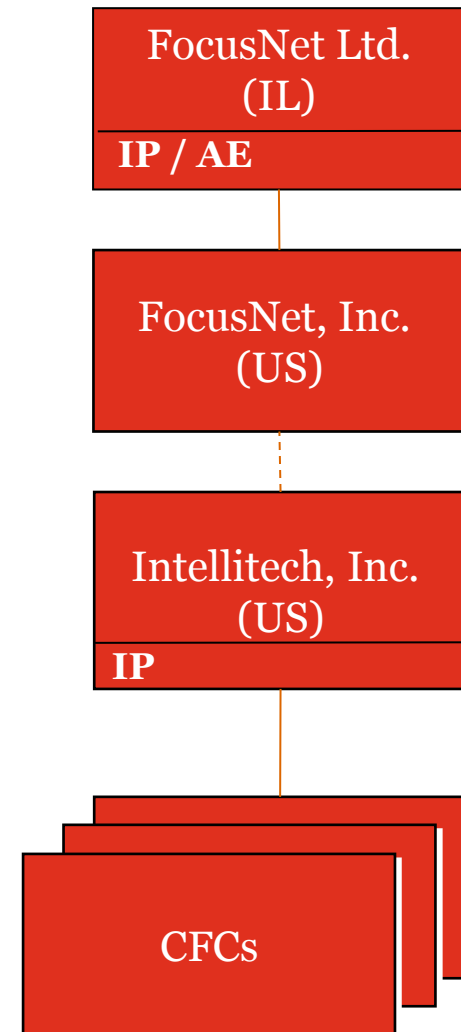 FocusNet Ltd.
(IL)
IP / AE
FocusNet, Inc.
(US)
Intellitech, Inc.
(US)
IP
CFCs